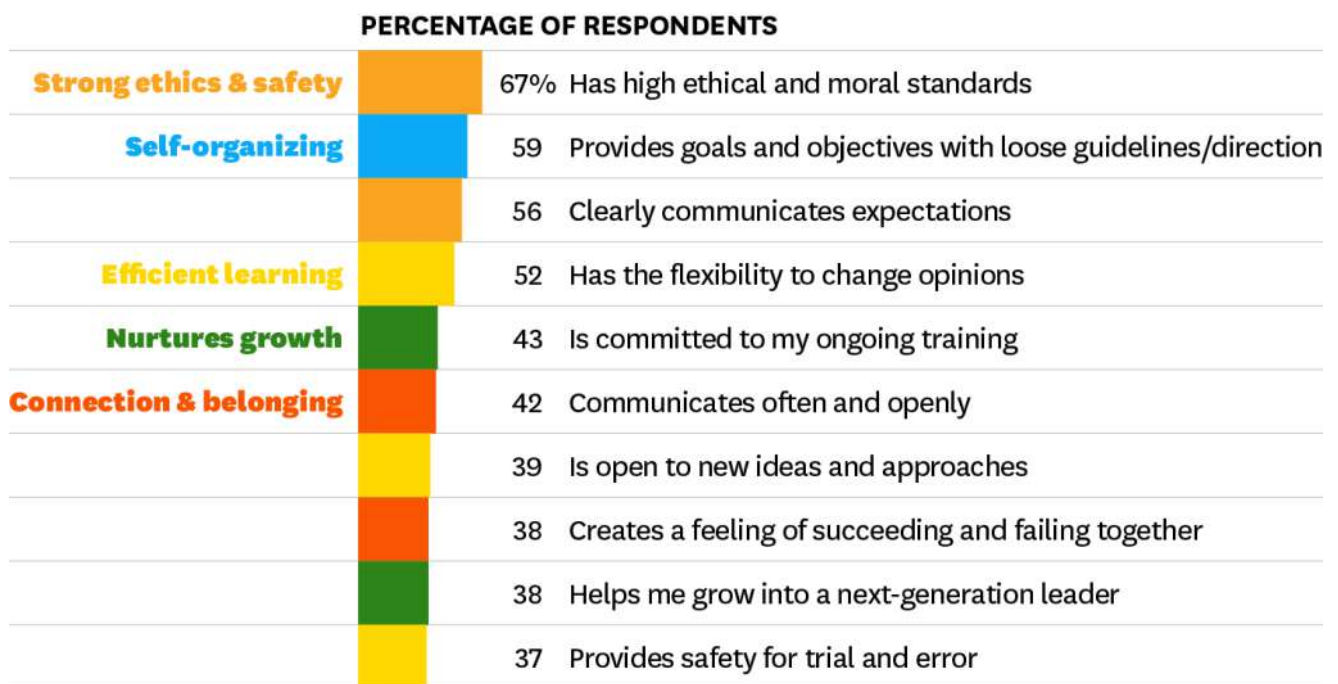 PERCENTAGE OF RESPONDENTS
Strong ethics & safety 67% Has high ethical and moral standards
Self-organizing 59 Provides goals and objectives with loose guidelines/direction
56 Clearly communicates expectations
Efficient learning 52 Has the flexibility to change opinions
Nurtures growth 43 Is committed to my ongoing training
Connection & belonging 42 Communicates often and openly
39 Is open to new ideas and approaches
38 Creates a feeling of succeeding and failing together
38 Helps me grow into a next-generation leader
37 Provides safety for trial and error